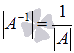 |A⁻¹| = 1/|A|